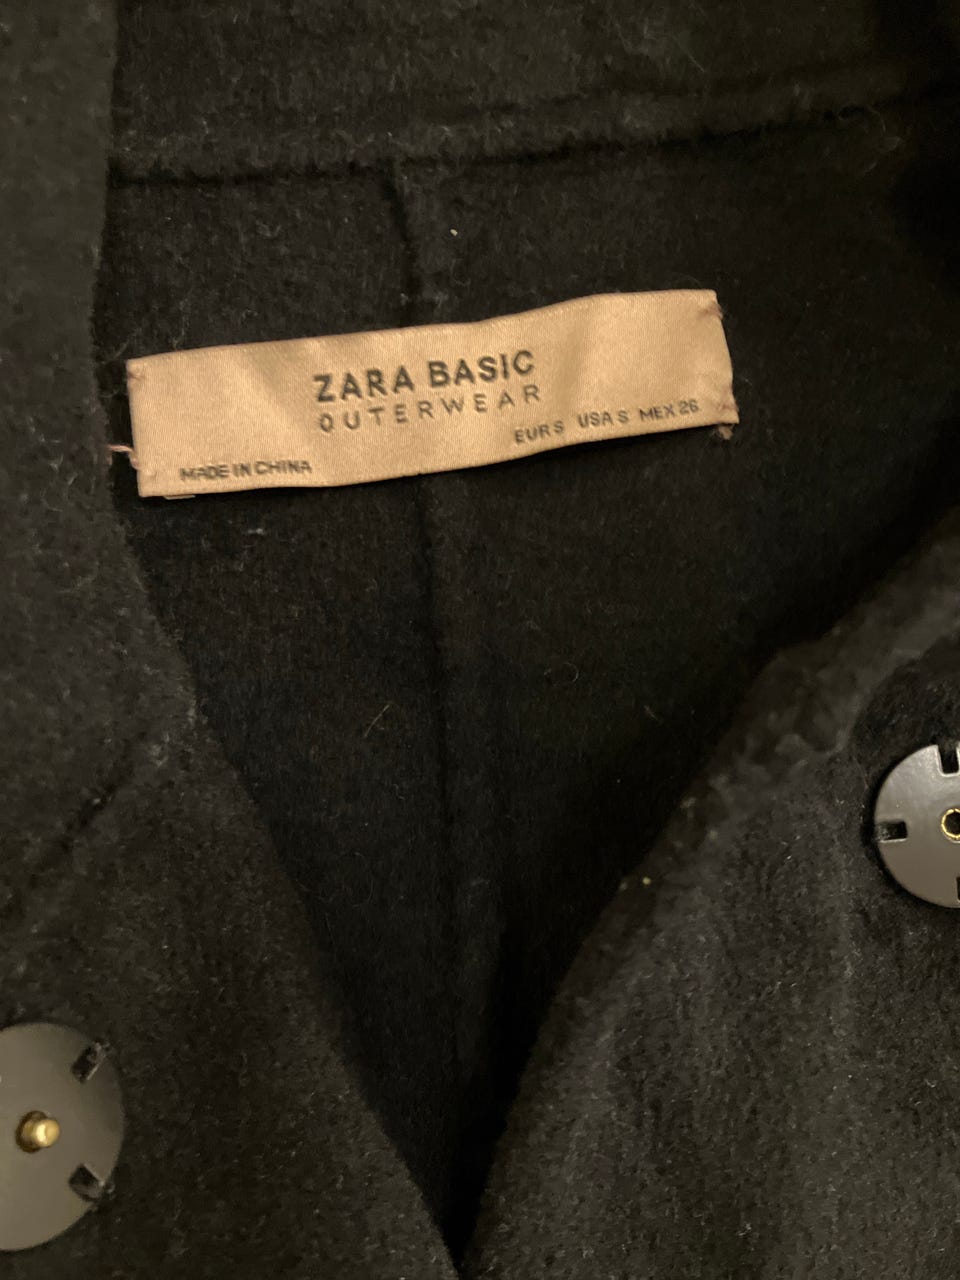 ZARA BASIC
OUTERWEAR
EUR S USA S MEX 26
MADE IN CHINA